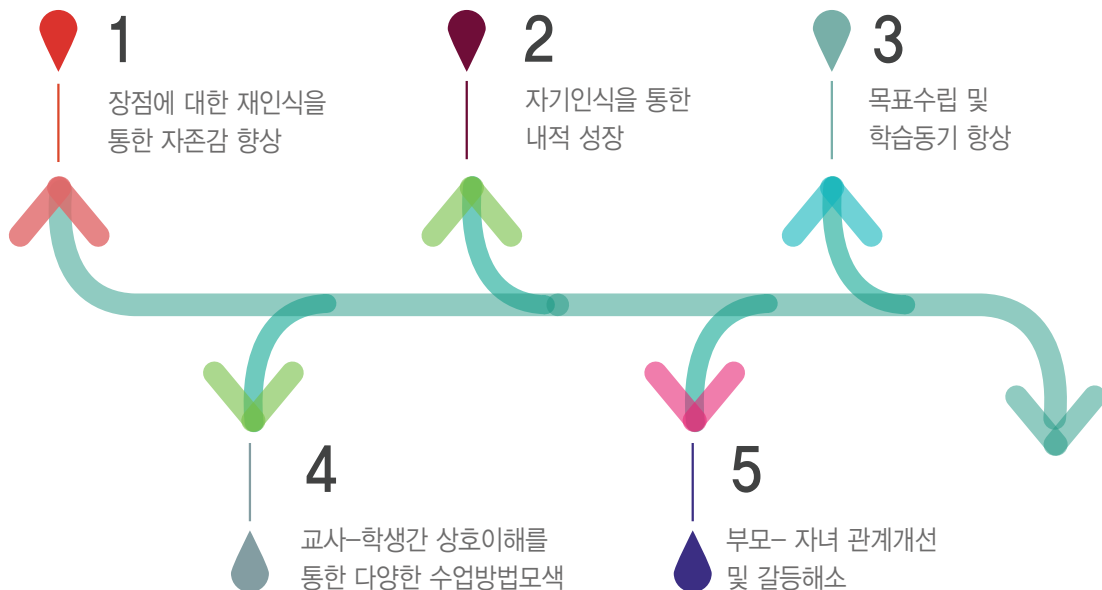 1
장점에 대한 재인식을
통한 자존감 향상
2
자기인식을 통한
내적 성장
3
목표수립 및
학습동기 항상
4
교사–학생간 상호이해를
통한 다양한 수업방법모색
5
부모– 자녀 관계개선
및 갈등해소